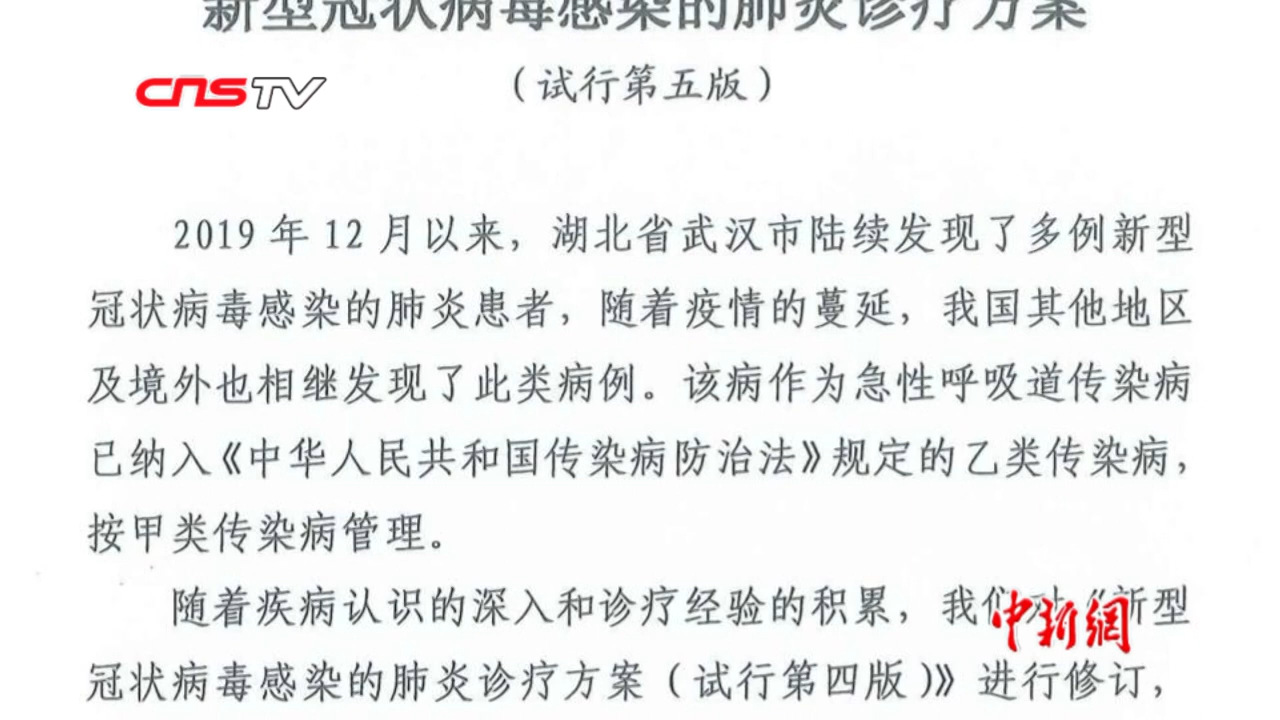 新型冠状病毒感染的肺炎诊疗方案
（试行第五版）
CNSTV
2019 年 12 月以来，湖北省武汉市陆续发现了多例新型
冠状病毒感染的肺炎患者，随着疫情的蔓延，我国其他地区
及境外也相继发现了此类病例。该病作为急性呼吸道传染病
已纳入《中华人民共和国传染病防治法》规定的乙类传染病，
按甲类传染病管理。
随着疾病认识的深入和诊疗经验的积累，我们对《新型
中新網
冠状病毒感染的肺炎诊疗方案（试行第四版）》进行修订，